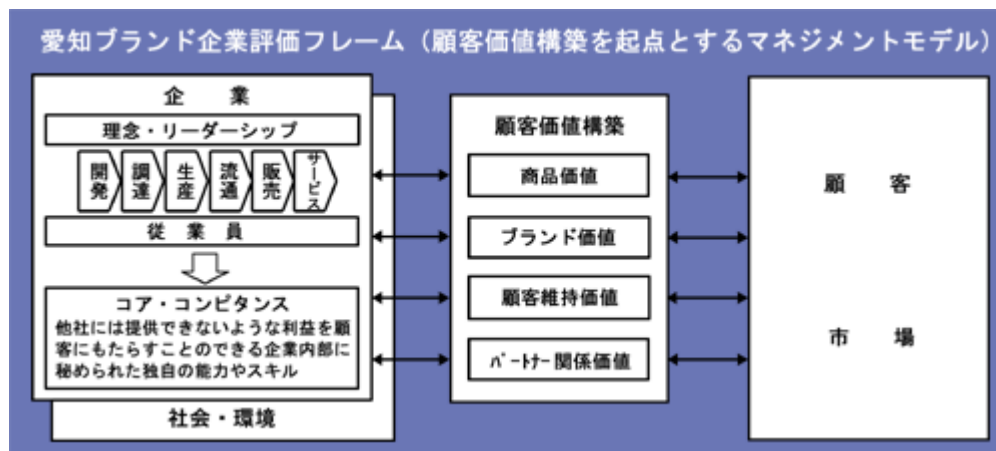 愛知ブランド企業評価フレーム（顧客価値構築を起点とするマネジメントモデル）
企　業
理念・リーダーシップ
開発
調達
生産
流通
販売
サービス
従　業　員
コア・コンピタンス
他社には提供できないような利益を顧
客にもたらすことのできる企業内部に
秘められた独自の能力やスキル
社会・環境
顧客価値構築
商品価値
ブランド価値
顧客維持価値
ﾊﾟｰﾄﾅｰ関係価値
顧　客
市　場